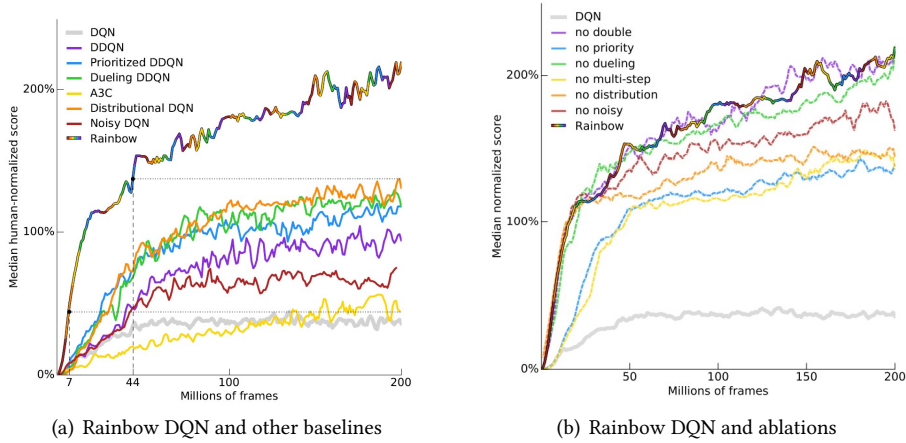 DQN
DDQN
Prioritized DDQN
Dueling DDQN
A3C
Distributional DQN
Noisy DQN
Rainbow
Median human-normalized score
200%
100%
0%
7
44
100
200
Millions of frames
(a) Rainbow DQN and other baselines
DQN
no double
no priority
no dueling
no multi-step
no distribution
no noisy
Rainbow
Median normalized score
200%
100%
0%
50
100
150
200
Millions of frames
(b) Rainbow DQN and ablations